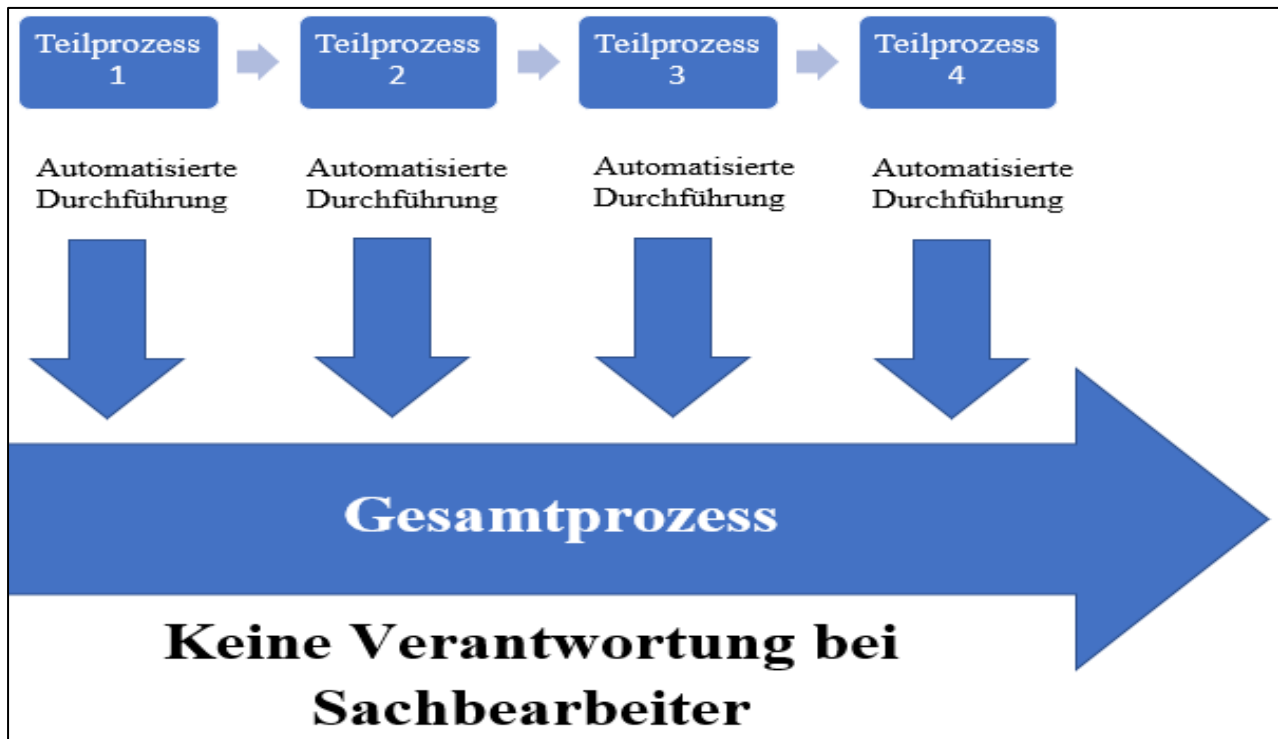 Teilprozess
1
Teilprozess
2
Teilprozess
3
Teilprozess
4
Automatisierte
Durchführung
Automatisierte
Durchführung
Automatisierte
Durchführung
Automatisierte
Durchführung
Gesamtprozess
Keine Verantwortung bei
Sachbearbeiter